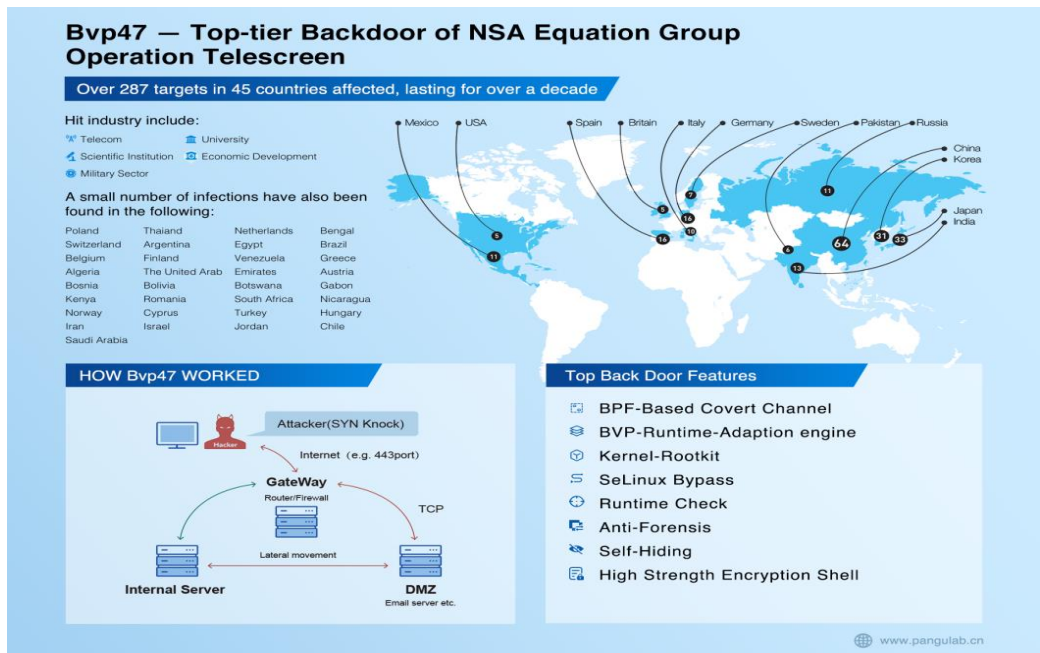 Bvp47 — Top-tier Backdoor of NSA Equation Group
Operation Telescreen
Over 287 targets in 45 countries affected, lasting for over a decade
Hit industry include:
Telecom University
Scientific Institution Economic Development
Military Sector
A small number of infections have also been
found in the following:
Poland Thaiand Netherlands Bengal
Switzerland Argentina Egypt Brazil
Belgium Finland Venezuela Greece
Algeria The United Arab Emirates Austria
Bosnia Bolivia Botswana Gabon
Kenya Romania South Africa Nicaragua
Norway Cyprus Turkey Hungary
Iran Israel Jordan Chile
Saudi Arabia
Mexico USA Spain Britain Italy Germany Sweden Pakistan Russia
China
Korea
Japan
India
5
11
5
16
7
16
10
11
6
13
64
31
33
HOW Bvp47 WORKED
Hacker
Attacker(SYN Knock)
Internet（e.g. 443port）
GateWay
Router/Firewall
TCP
Lateral movement
Internal Server
DMZ
Email server etc.
Top Back Door Features
BPF-Based Covert Channel
BVP-Runtime-Adaption engine
Kernel-Rootkit
SeLinux Bypass
Runtime Check
Anti-Forensis
Self-Hiding
High Strength Encryption Shell
www.pangulab.cn